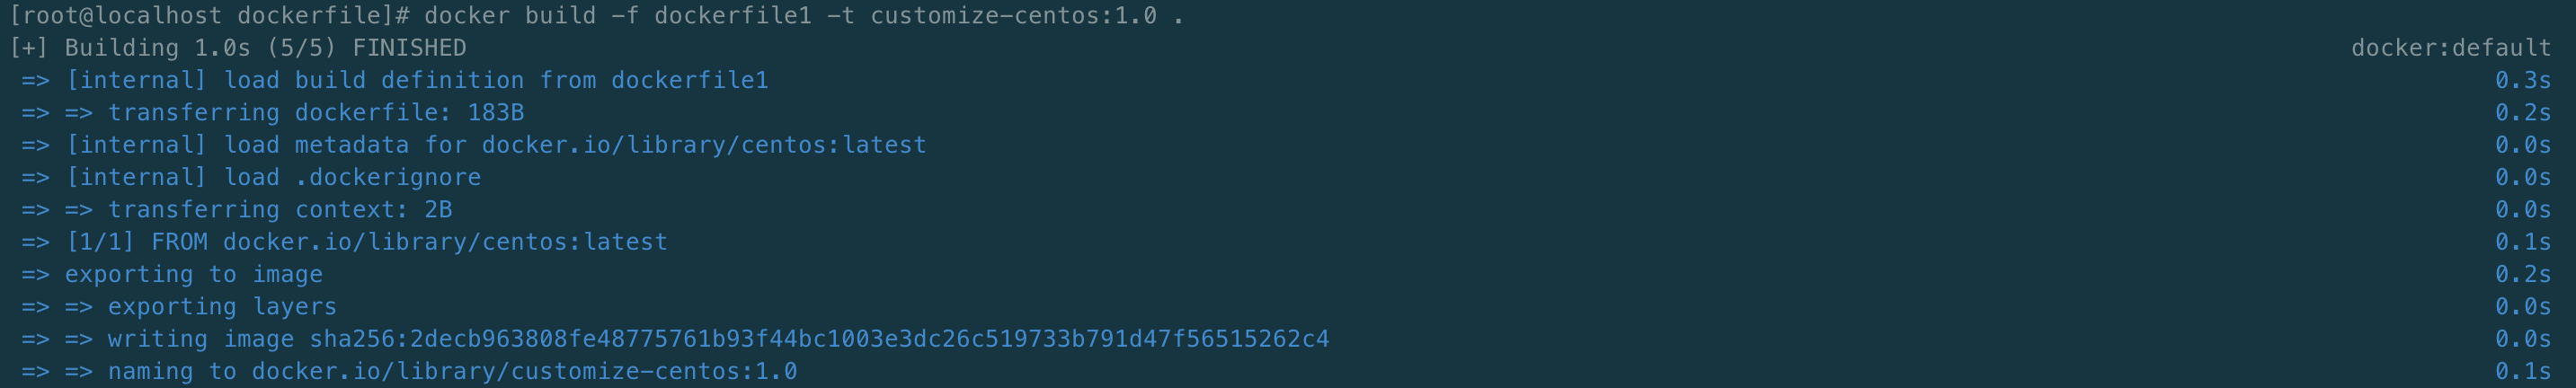 [root@localhost dockerfile]# docker build -f dockerfile1 -t customize-centos:1.0 .
[+] Building 1.0s (5/5) FINISHED docker:default
=> [internal] load build definition from dockerfile1 0.3s
=> => transferring dockerfile: 183B 0.2s
=> [internal] load metadata for docker.io/library/centos:latest 0.0s
=> [internal] load .dockerignore 0.0s
=> => transferring context: 2B 0.0s
=> [1/1] FROM docker.io/library/centos:latest 0.1s
=> exporting to image 0.2s
=> => exporting layers 0.0s
=> => writing image sha256:2decb963808fe48775761b93f44bc1003e3dc26c519733b791d47f56515262c4 0.0s
=> => naming to docker.io/library/customize-centos:1.0 0.1s